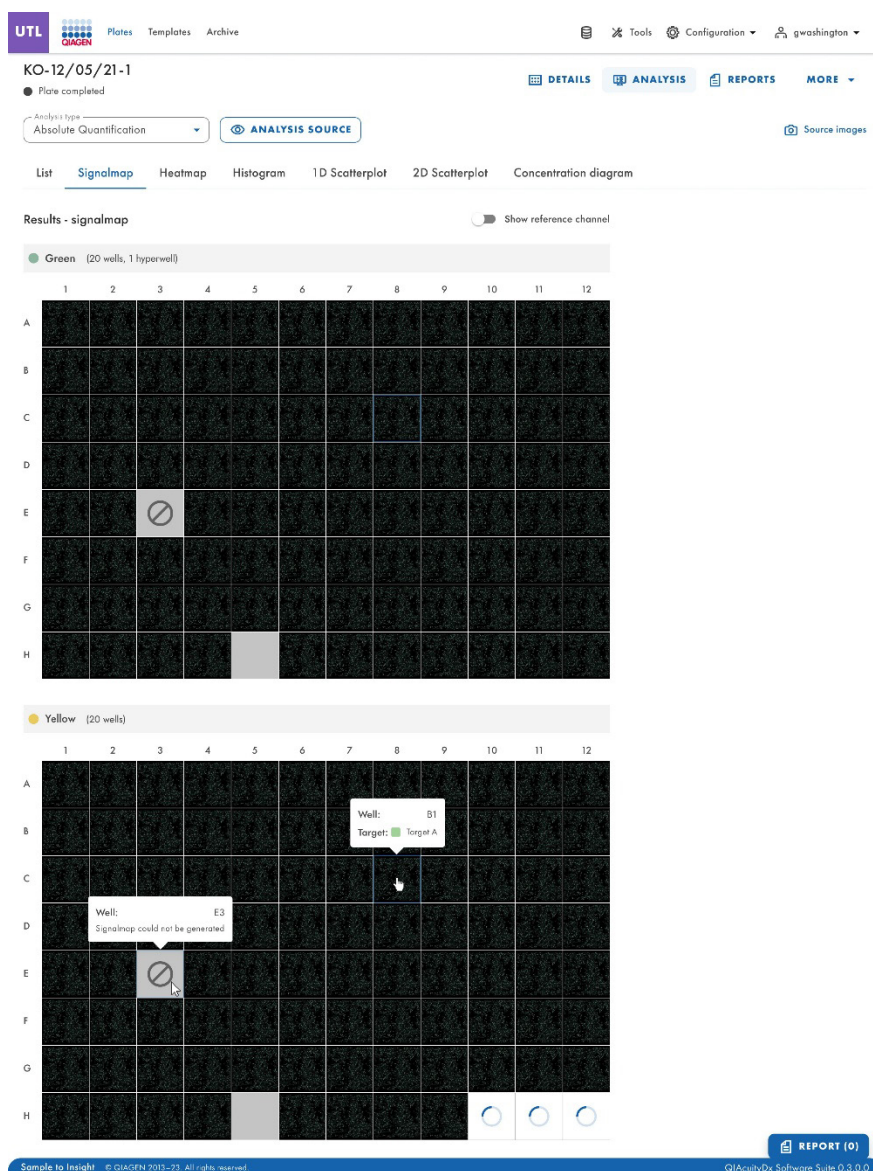 UTL QIAGEN Plates Templates Archive Tools Configuration gwashington
KO-12/05/21-1
Plate completed
DETAILS ANALYSIS REPORTS MORE
Analysis type
Absolute Quantification
ANALYSIS SOURCE
Source images
List Signalmap Heatmap Histogram 1D Scatterplot 2D Scatterplot Concentration diagram
Results - signalmap Show reference channel
Green (20 wells, 1 hyperwell)
1 2 3 4 5 6 7 8 9 10 11 12
A
B
C
D
E
F
G
H
Yellow (20 wells)
1 2 3 4 5 6 7 8 9 10 11 12
A
Well: B1
B
Target: Target A
C
Well: E3
D
Signalmap could not be generated
E
F
G
H
REPORT (0)
Sample to Insight © QIAGEN 2013–23. All rights reserved. QIAcuityDx Software Suite 0.3.0.0